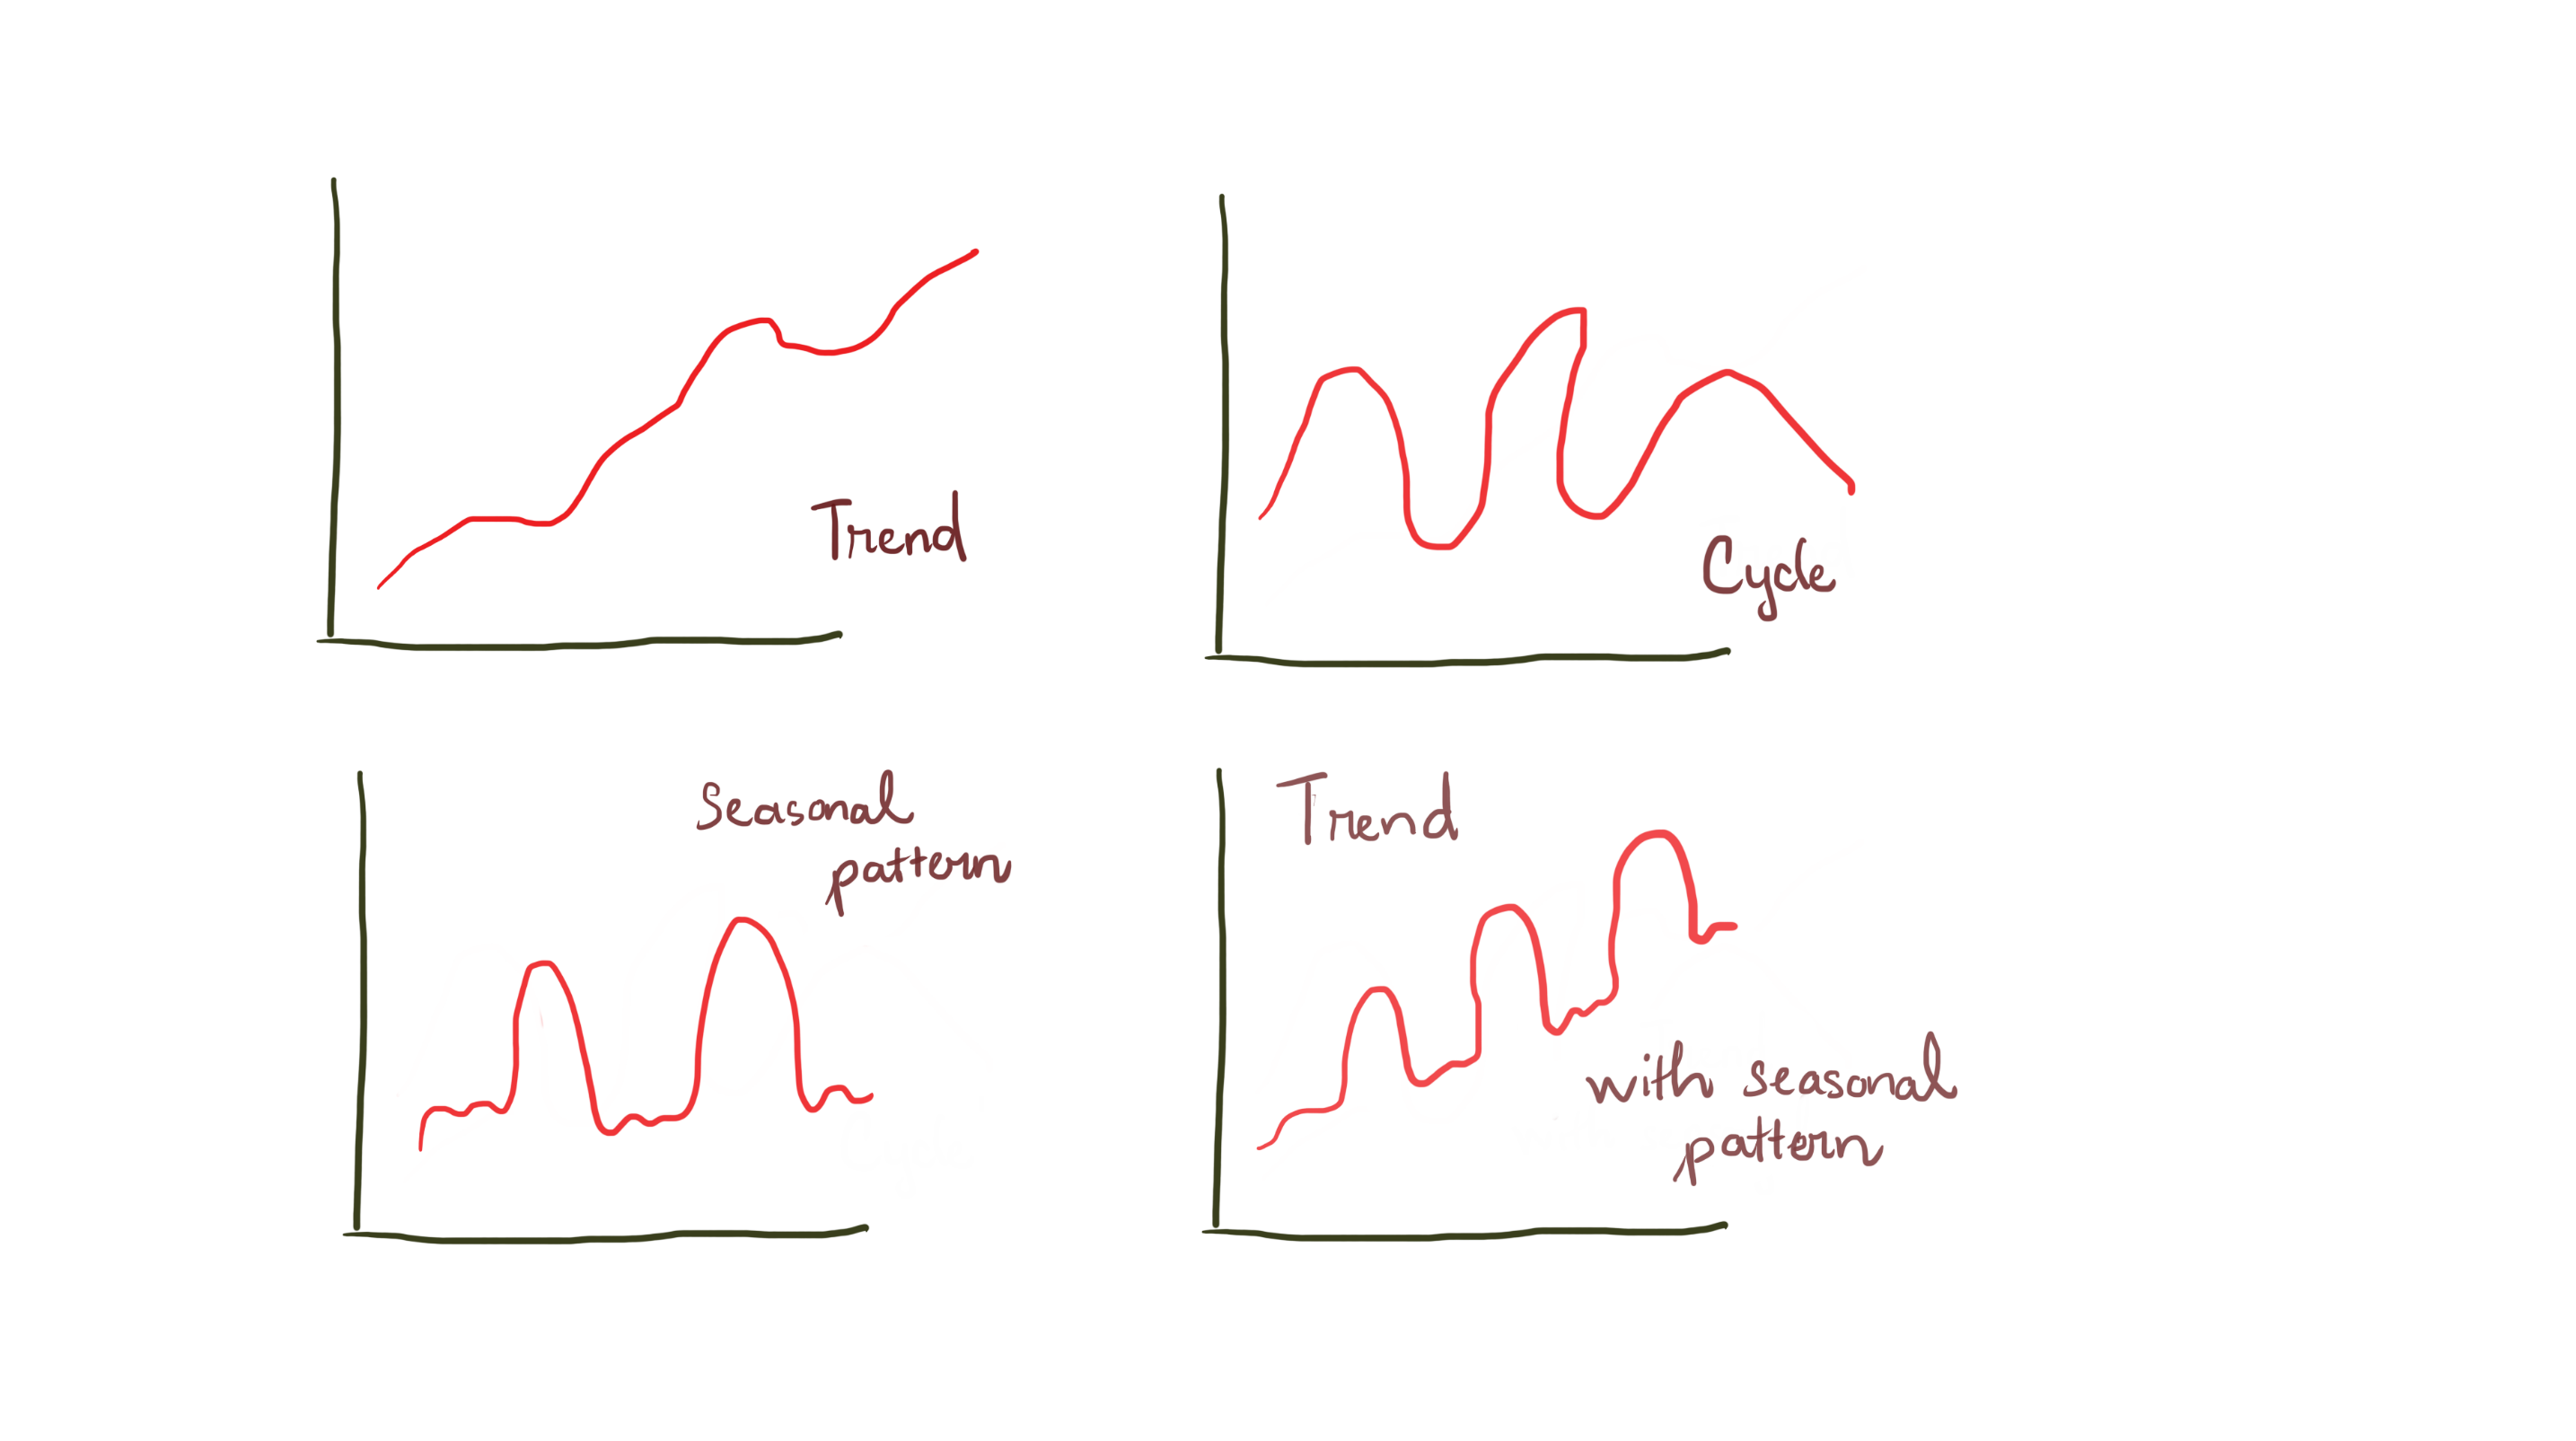 Trend
Cycle
Seasonal
pattern
Trend
with seasonal
pattern